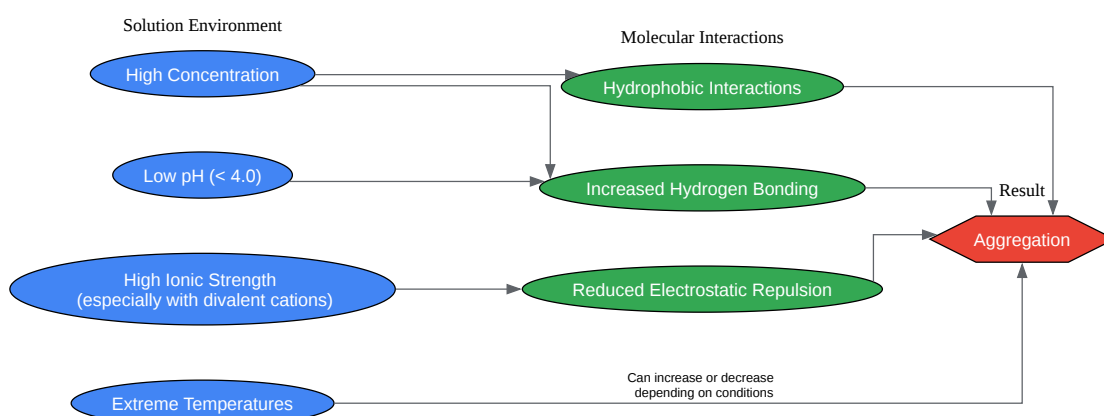 Solution Environment
Molecular Interactions
High Concentration
Hydrophobic Interactions
Low pH (< 4.0)
Increased Hydrogen Bonding
Result
Aggregation
High Ionic Strength
(especially with divalent cations)
Reduced Electrostatic Repulsion
Can increase or decrease
depending on conditions
Extreme Temperatures